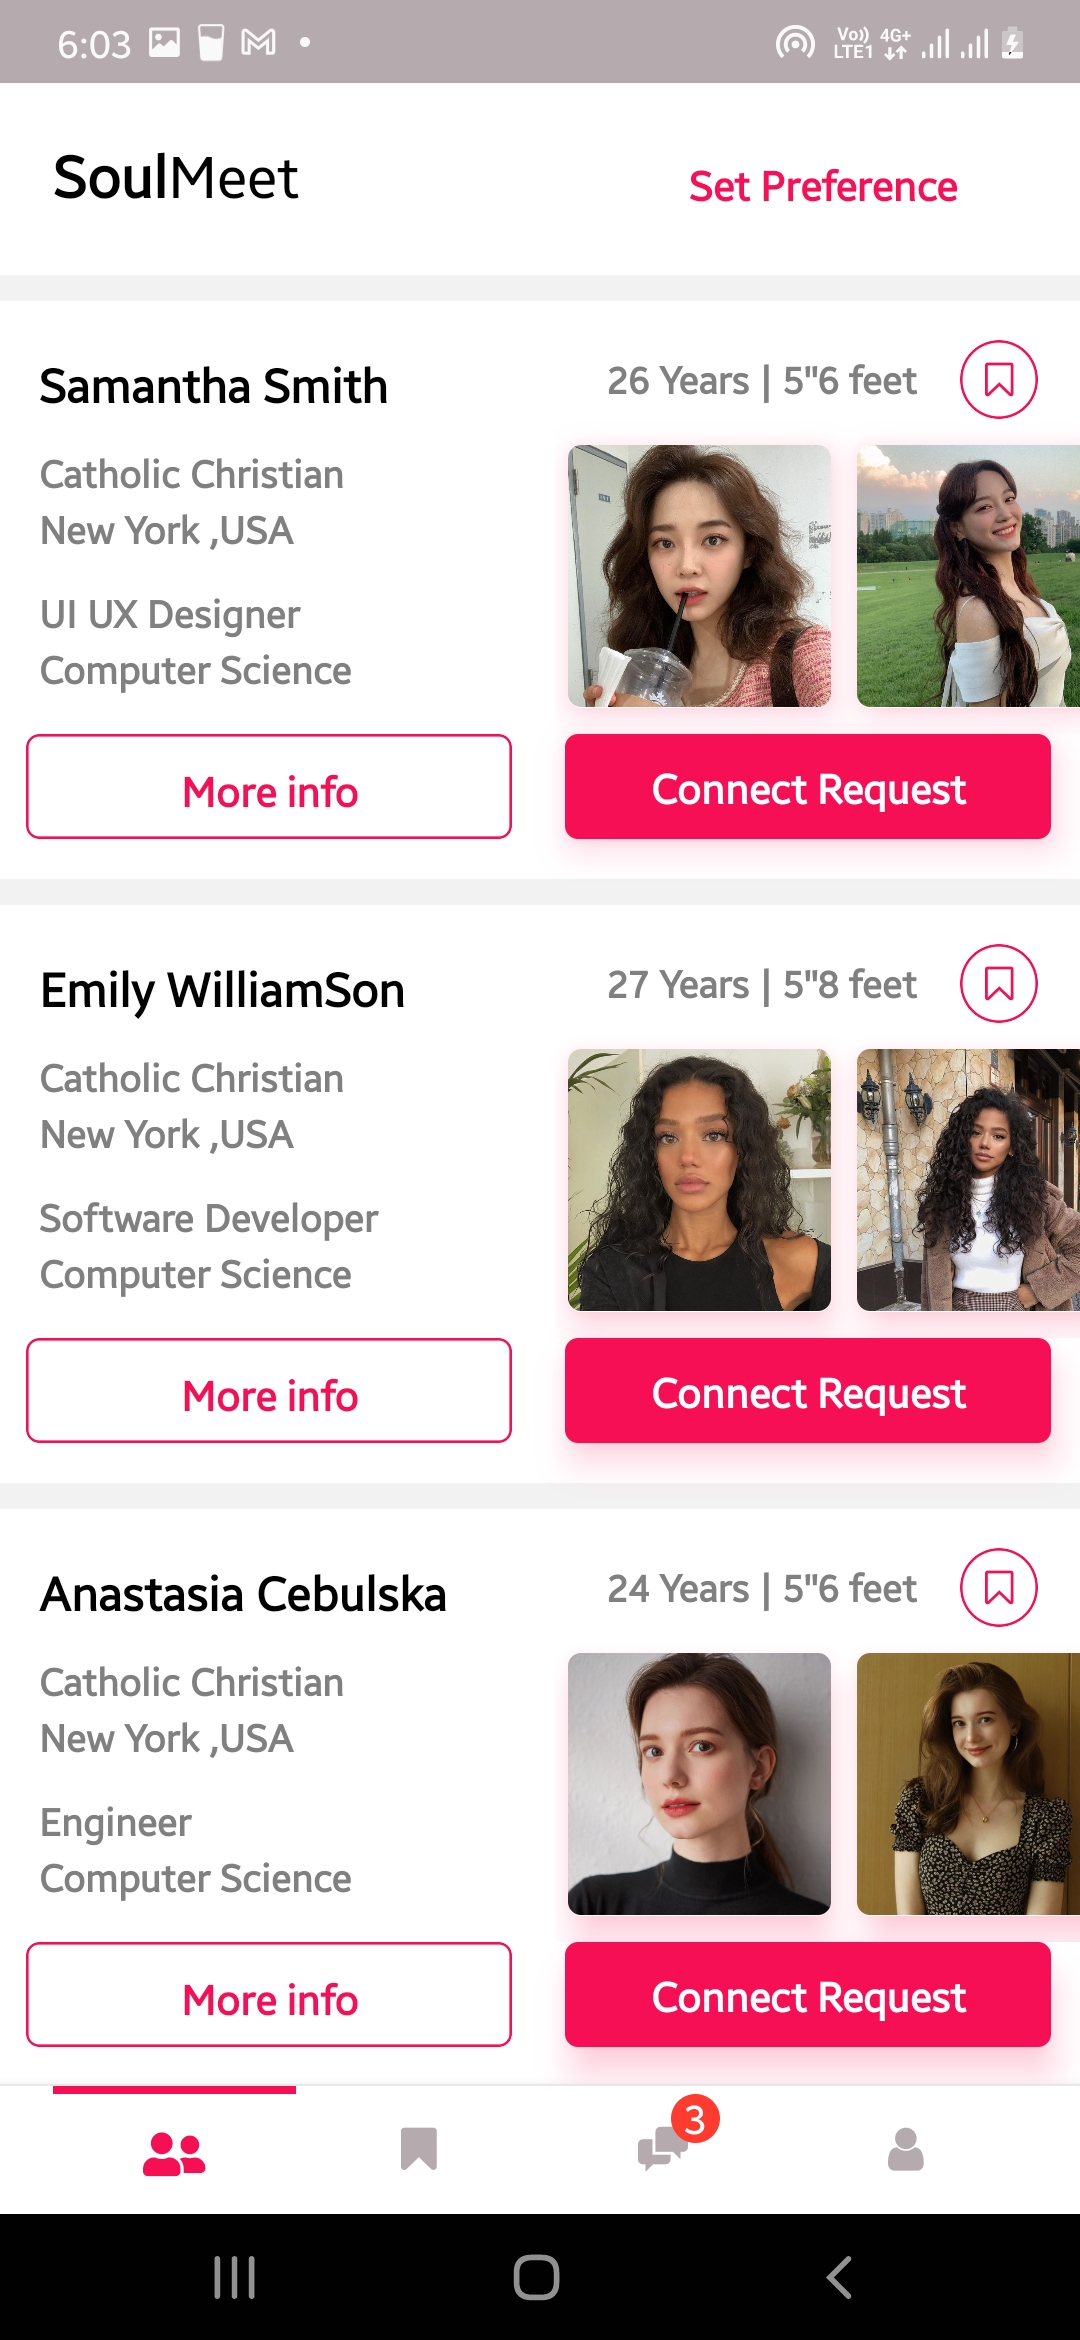 6:03
Vo)) 4G+
LTE1
SoulMeet
Set Preference
Samantha Smith
26 Years | 5"6 feet
Catholic Christian
New York ,USA
UI UX Designer
Computer Science
More info
Connect Request
Emily WilliamSon
27 Years | 5"8 feet
Catholic Christian
New York ,USA
Software Developer
Computer Science
More info
Connect Request
Anastasia Cebulska
24 Years | 5"6 feet
Catholic Christian
New York ,USA
Engineer
Computer Science
More info
Connect Request
3